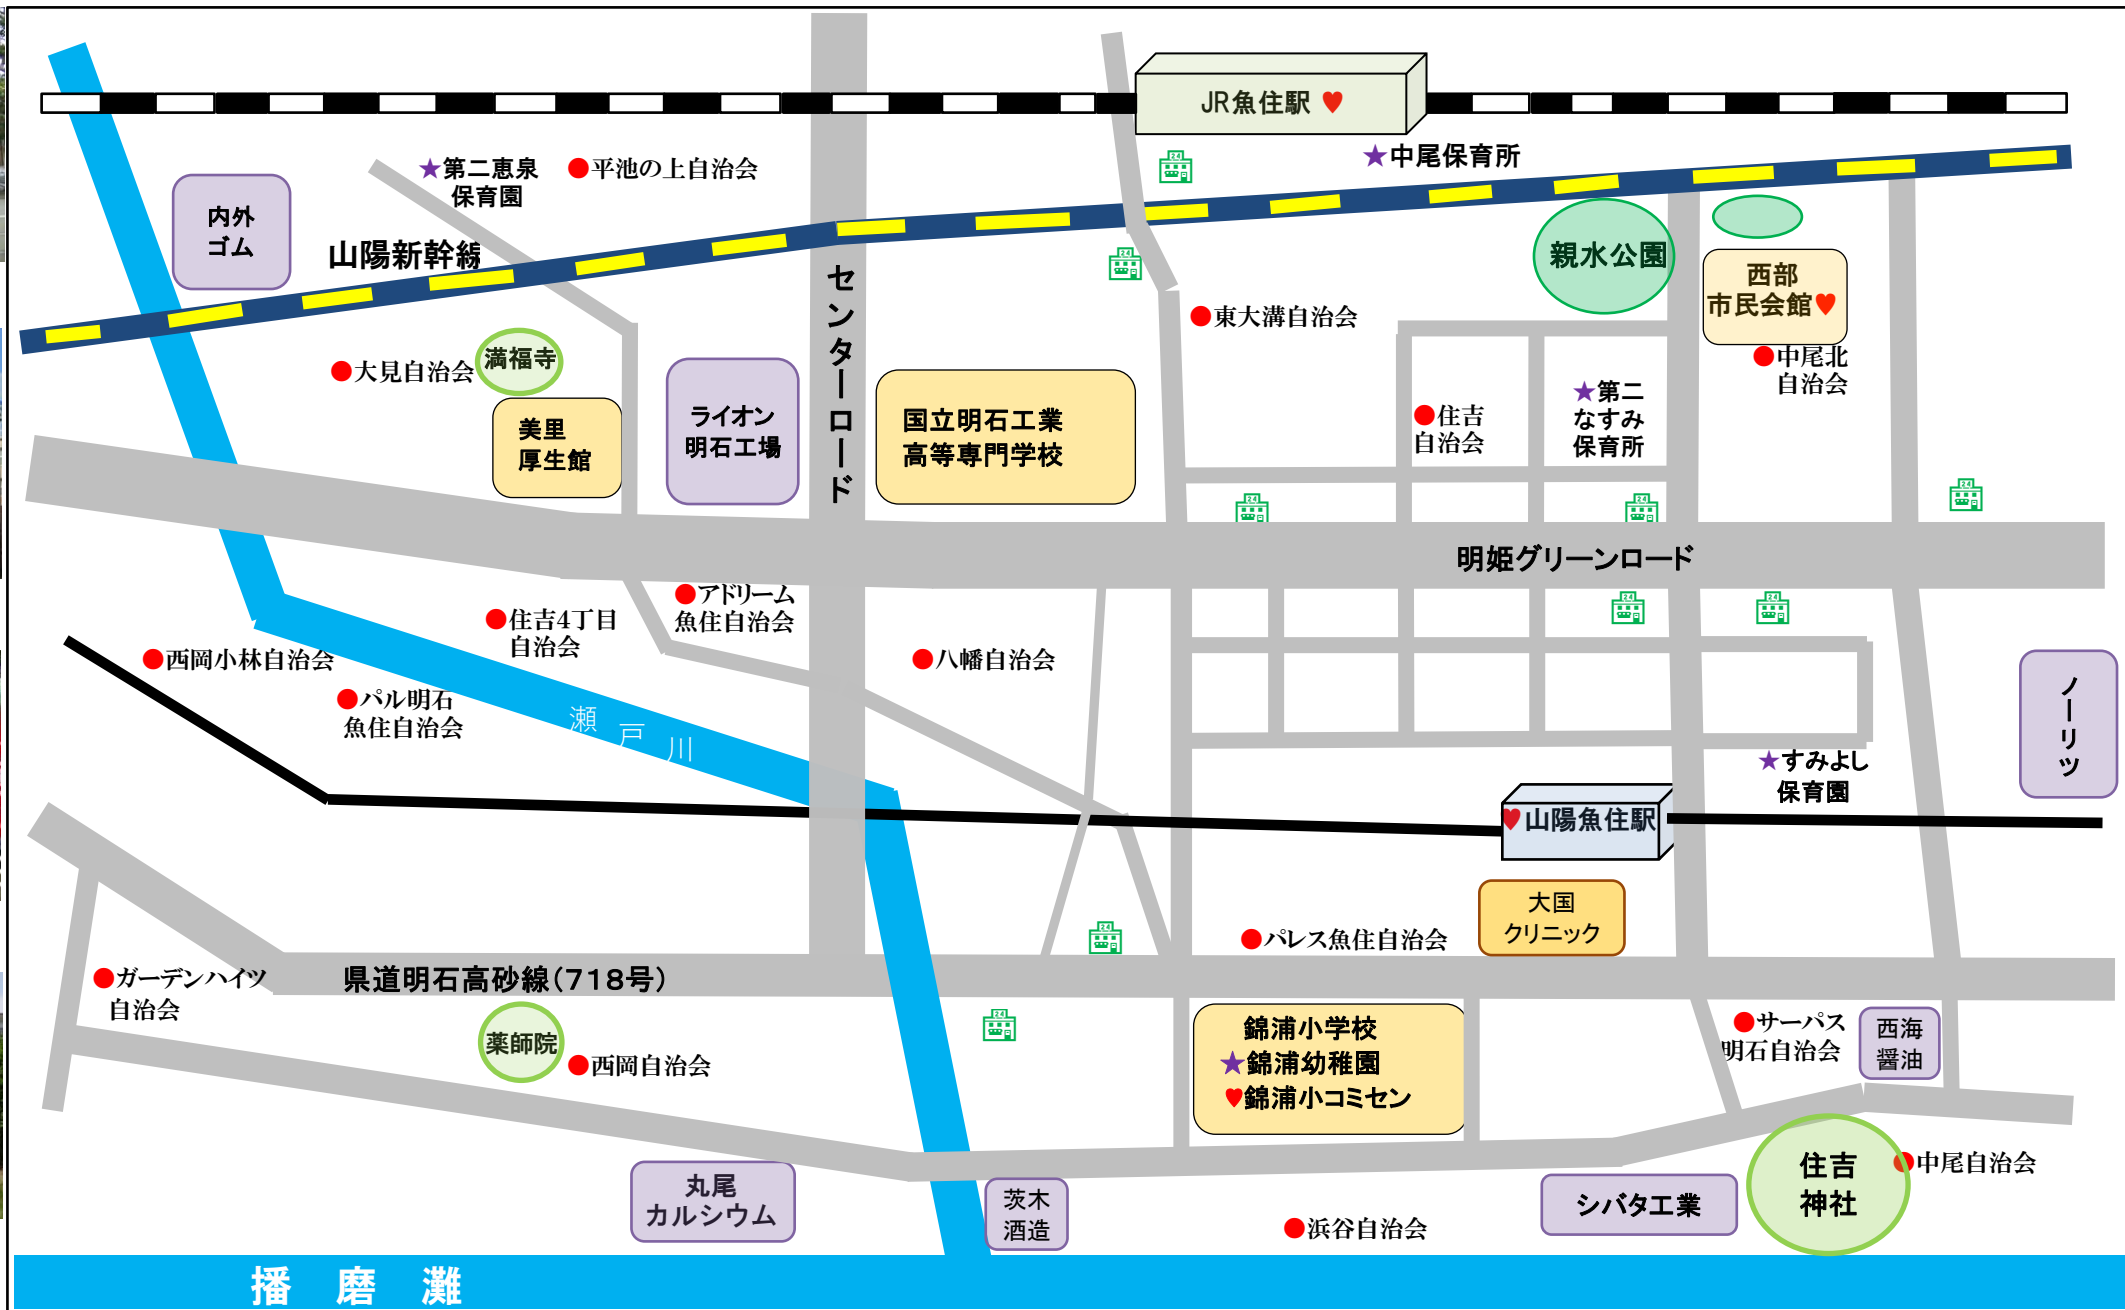 JR魚住駅
★中尾保育所
★第二恵泉
保育園
●平池の上自治会
内外
ゴム
山陽新幹線
センターロード
親水公園
西部
市民会館
●東大溝自治会
●大見自治会
満福寺
●中尾北
自治会
美里
厚生館
ライオン
明石工場
国立明石工業
高等専門学校
●住吉
自治会
★第二
なすみ
保育所
明姫グリーンロード
●アドリーム
魚住自治会
●住吉4丁目
自治会
●西岡小林自治会
●八幡自治会
●パル明石
魚住自治会
瀬戸川
ノーリツ
★すみよし
保育園
山陽魚住駅
大国
クリニック
●パレス魚住自治会
●ガーデンハイツ
自治会
県道明石高砂線(718号)
薬師院
●西岡自治会
錦浦小学校
★錦浦幼稚園
♥錦浦小コミセン
●サーパス
明石自治会
西海
醤油
丸尾
カルシウム
茨木
酒造
●浜谷自治会
シバタ工業
住吉
神社
●中尾自治会
播磨灘